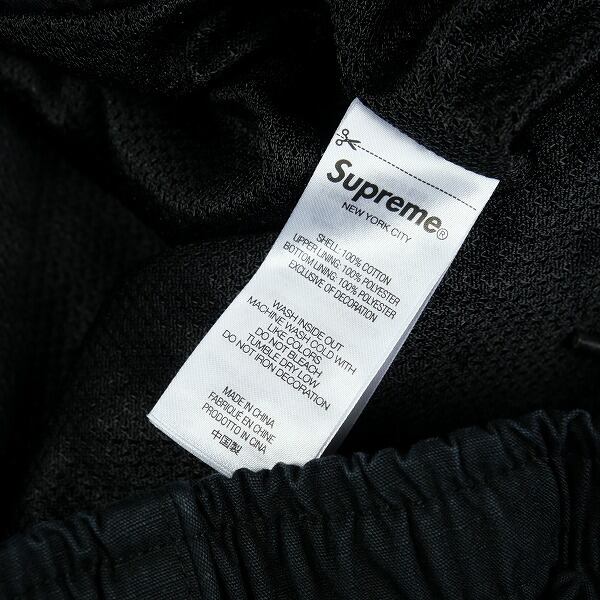 Supreme®
NEW YORK CITY
SHELL: 100% COTTON
UPPER LINING: 100% POLYESTER
BOTTOM LINING: 100% POLYESTER
EXCLUSIVE OF DECORATION
WASH INSIDE OUT
MACHINE WASH COLD WITH
LIKE COLORS
DO NOT BLEACH
TUMBLE DRY LOW
DO NOT IRON DECORATION
MADE IN CHINA
FABRIQUÉ EN CHINE
PRODOTTO IN CINA
中国製